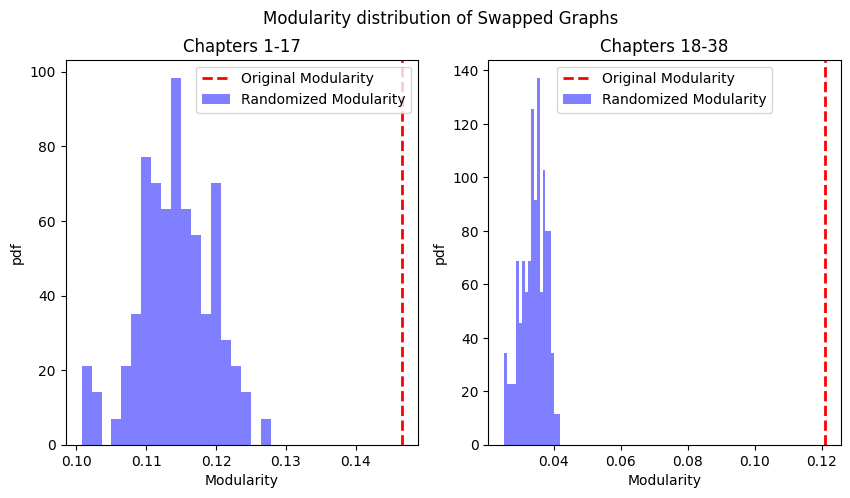 Modularity distribution of Swapped Graphs
Chapters 1-17
100
80
60
40
20
0
pdf
Original Modularity
Randomized Modularity
0.10
0.11
0.12
0.13
0.14
Modularity
Chapters 18-38
140
120
100
80
60
40
20
0
pdf
Original Modularity
Randomized Modularity
0.04
0.06
0.08
0.10
0.12
Modularity